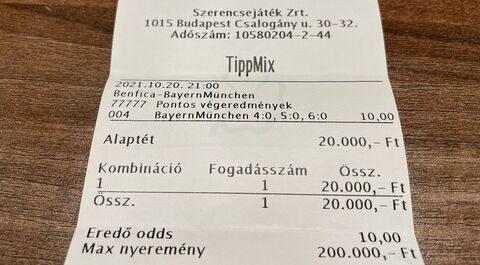 Szerencsejáték Zrt.
1015 Budapest Csalogány u. 30-32.
Adószám: 10580204-2-44
TippMix
2021.10.20. 21:00
Benfica-BayernMünchen
77777 Pontos végeredmények
004 BayernMünchen 4:0, 5:0, 6:0 10,00
Alaptét 20.000,- Ft
Kombináció Fogadásszám Össz.
1 1 20.000,- Ft
Össz. 1 20.000,- Ft
Eredő odds 10,00
Max nyeremény 200.000,- Ft